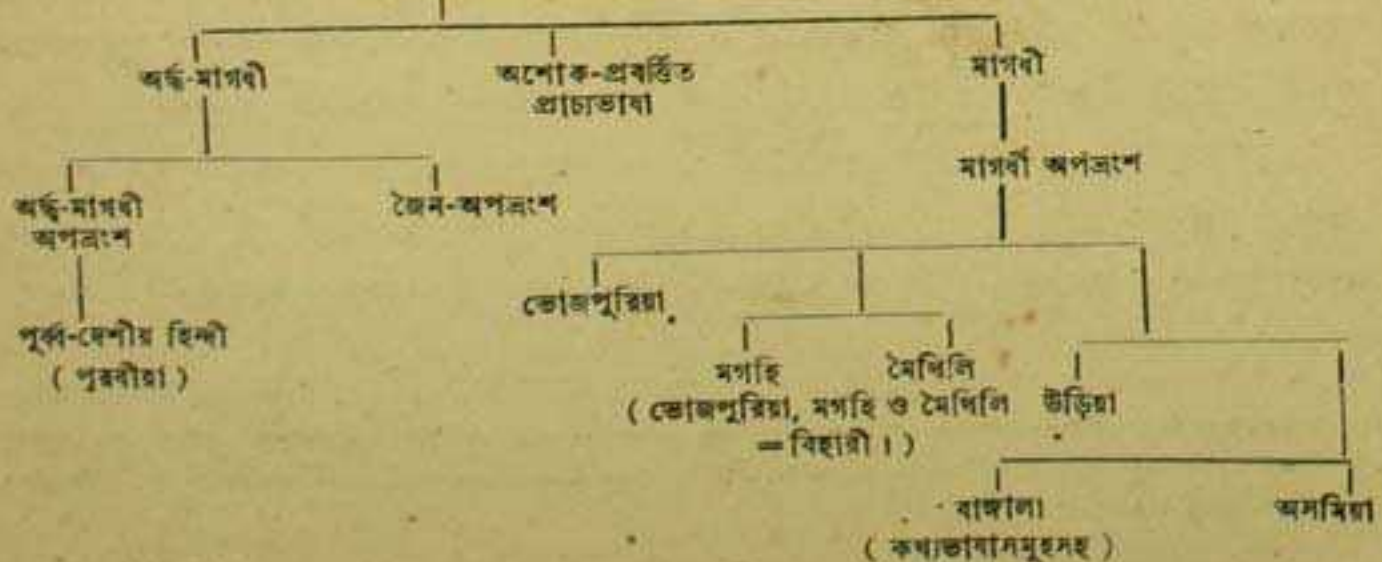 অর্দ্ধ-মাগধী অশোক-প্রবর্ত্তিত মাগধী
প্রাচ্যভাষা
মাগধী অপভ্রংশ
অর্দ্ধ-মাগধী জৈন-অপভ্রংশ
অপভ্রংশ
ভোজপুরিয়া
পূর্ব্ব-দেশীয় হিন্দী
( পুরবীয়া )
মগহি মৈথিলি
( ভোজপুরিয়া, মগহি ও মৈথিলি উড়িয়া
= বিহারী । )
বাঙ্গালা অসমিয়া
( কথ্যভাষাসমূহসহ )